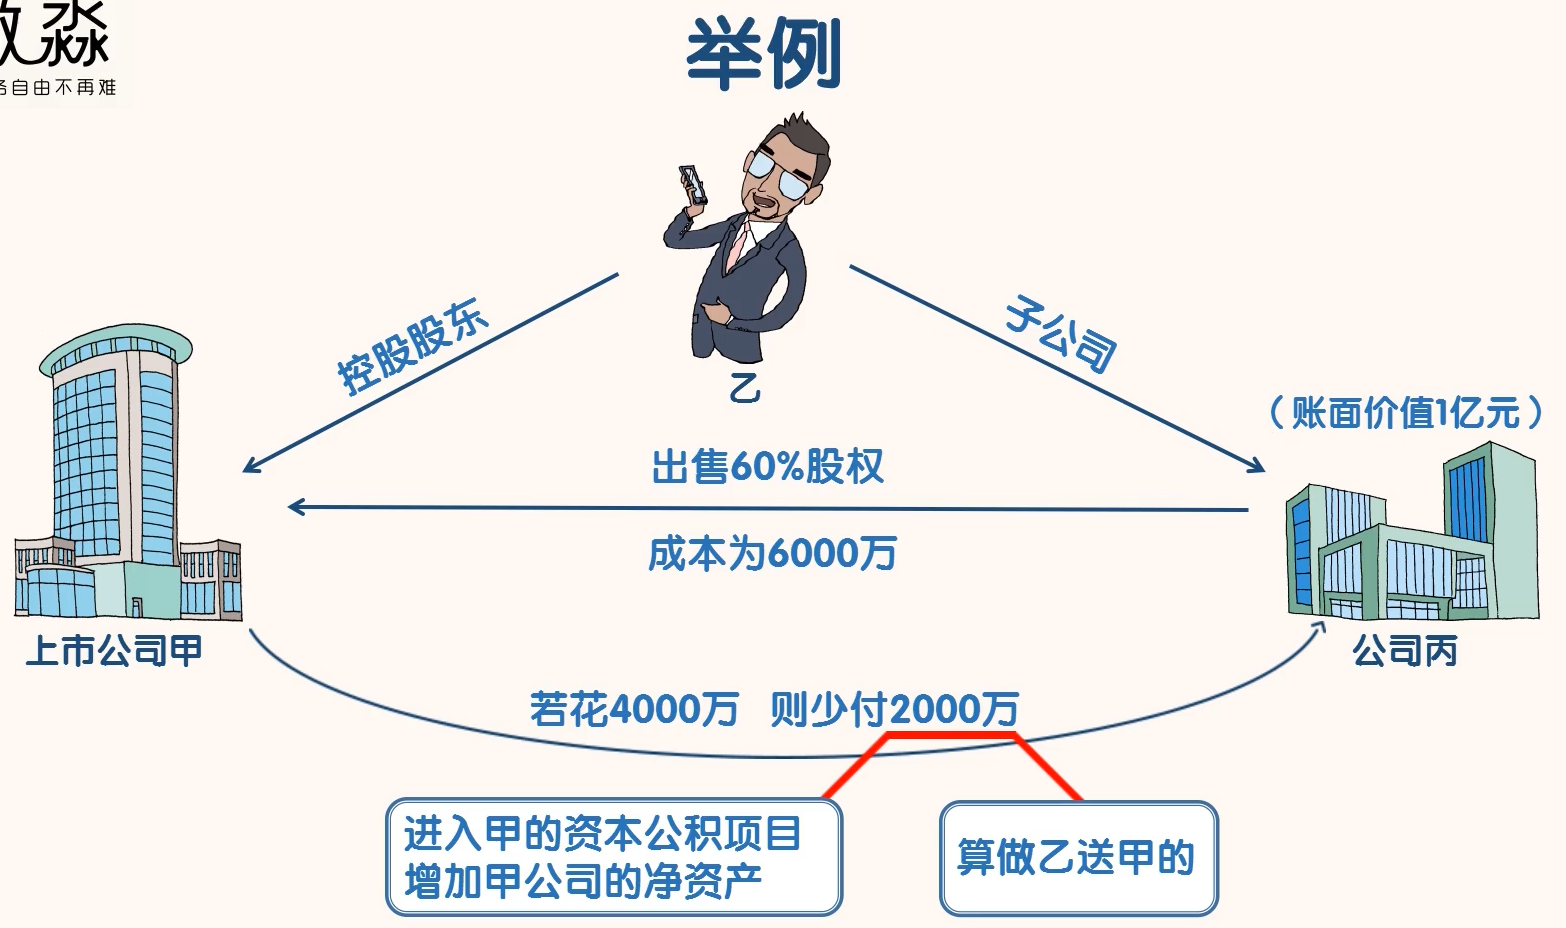 淼
自由不再难
举例
控股股东
子公司
乙
（账面价值1亿元）
出售60%股权
成本为6000万
上市公司甲
公司丙
若花4000万 则少付2000万
进入甲的资本公积项目
增加甲公司的净资产
算做乙送甲的